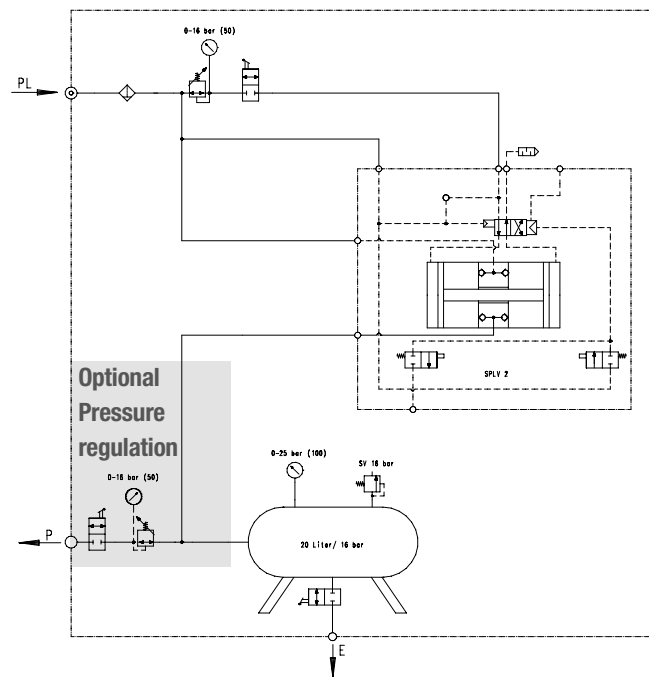 0-16 bar (50)
PL
SPLV 2
Optional
Pressure
regulation
0-16 bar (50)
0-25 bar (100)
SV 16 bar
P
20 Liter/ 16 bar
E